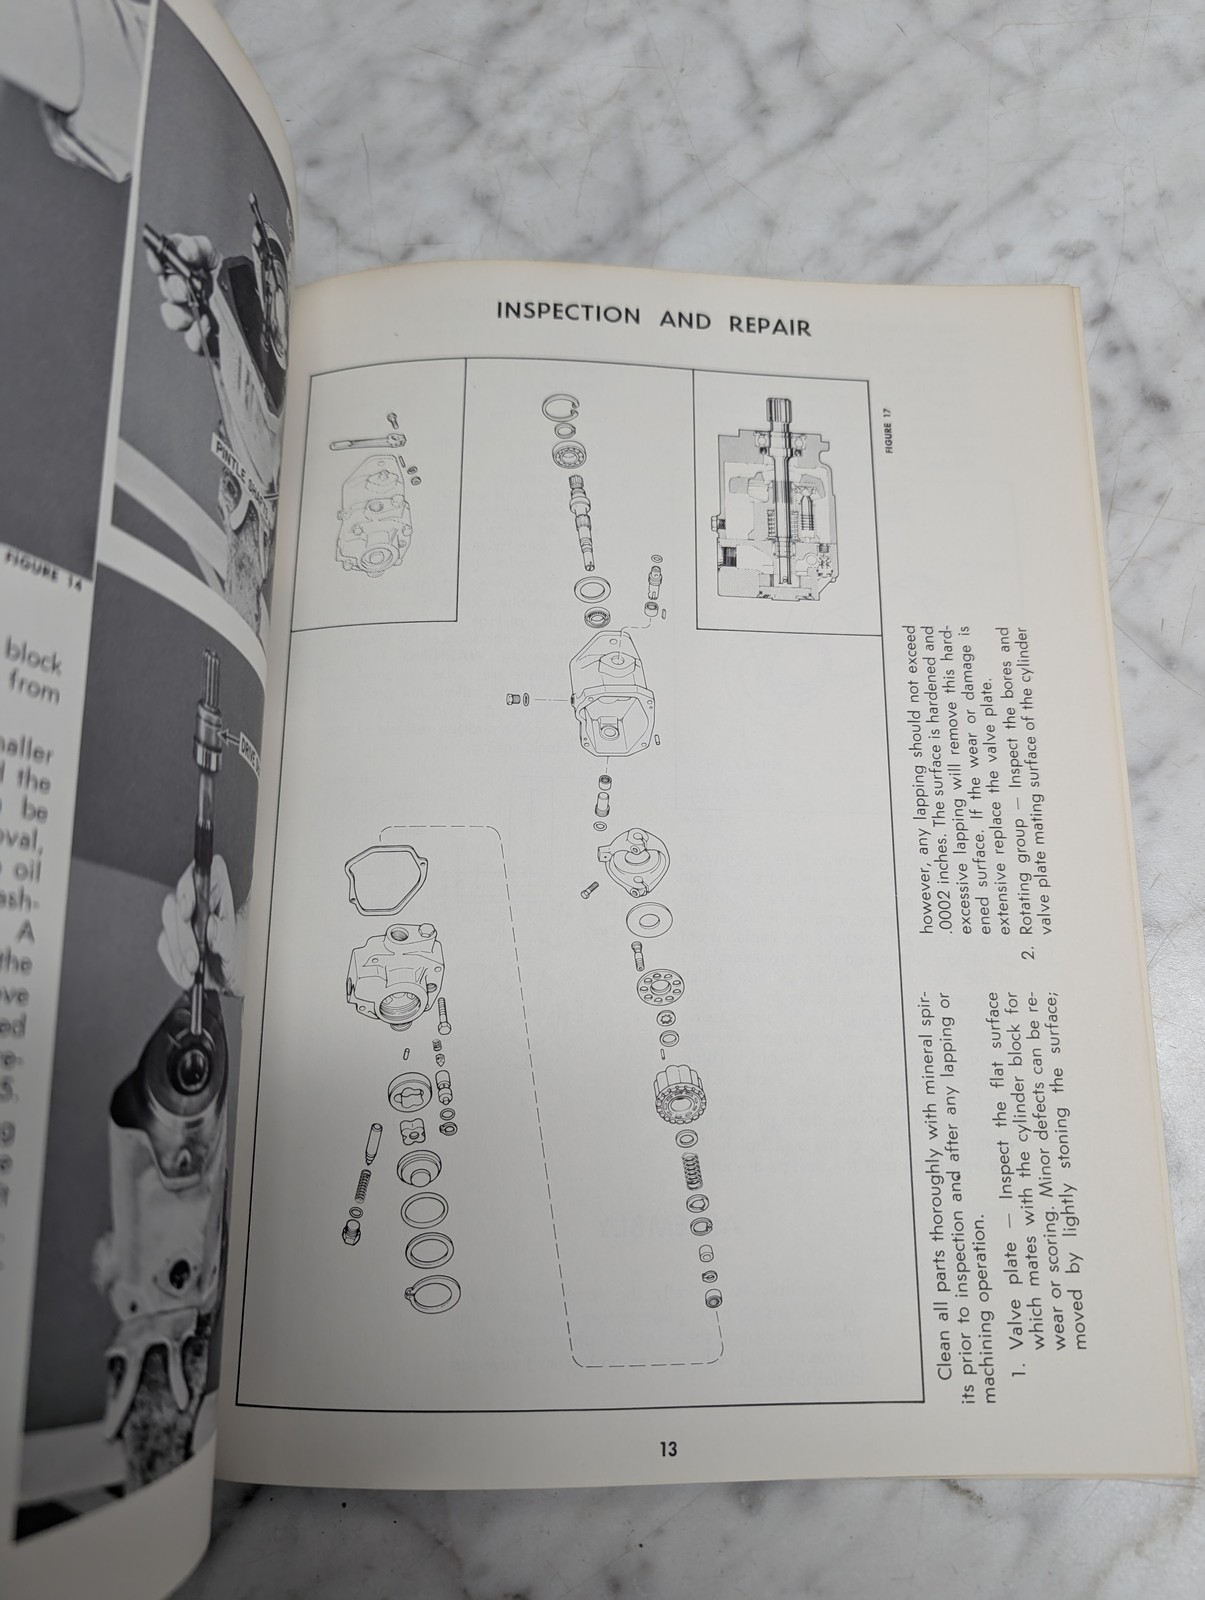 INSPECTION AND REPAIR
FIGURE 17
Clean all parts thoroughly with mineral spir-
its prior to inspection and after any lapping or
machining operation.
1. Valve plate — Inspect the flat surface
which mates with the cylinder block for
wear or scoring. Minor defects can be re-
moved by lightly stoning the surface;
however, any lapping should not exceed
.0002 inches. The surface is hardened and
excessive lapping will remove this hard-
ened surface. If the wear or damage is
extensive replace the valve plate.
2. Rotating group — Inspect the bores and
valve plate mating surface of the cylinder
13
PINTLE SHAFT
FIGURE 14
DRIVE
block
from
the
be
oil
A
the